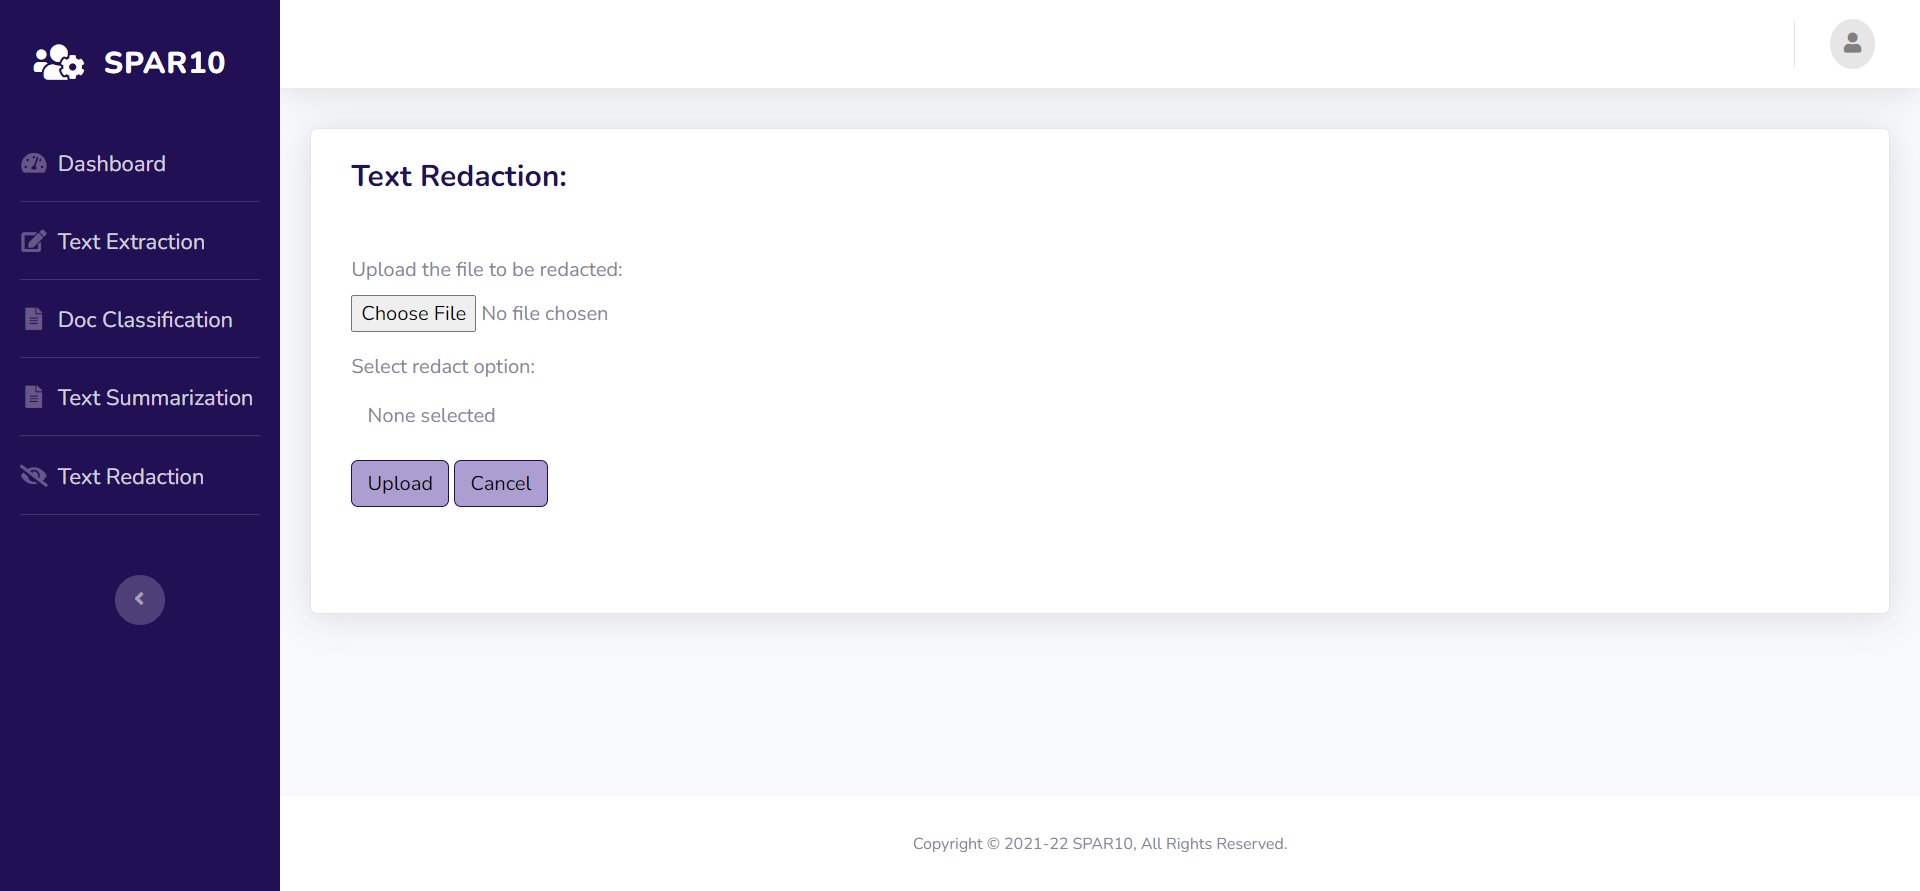 SPAR10
Dashboard
Text Extraction
Doc Classification
Text Summarization
Text Redaction
Text Redaction:
Upload the file to be redacted:
Choose File No file chosen
Select redact option:
None selected
Upload Cancel
Copyright © 2021-22 SPAR10, All Rights Reserved.